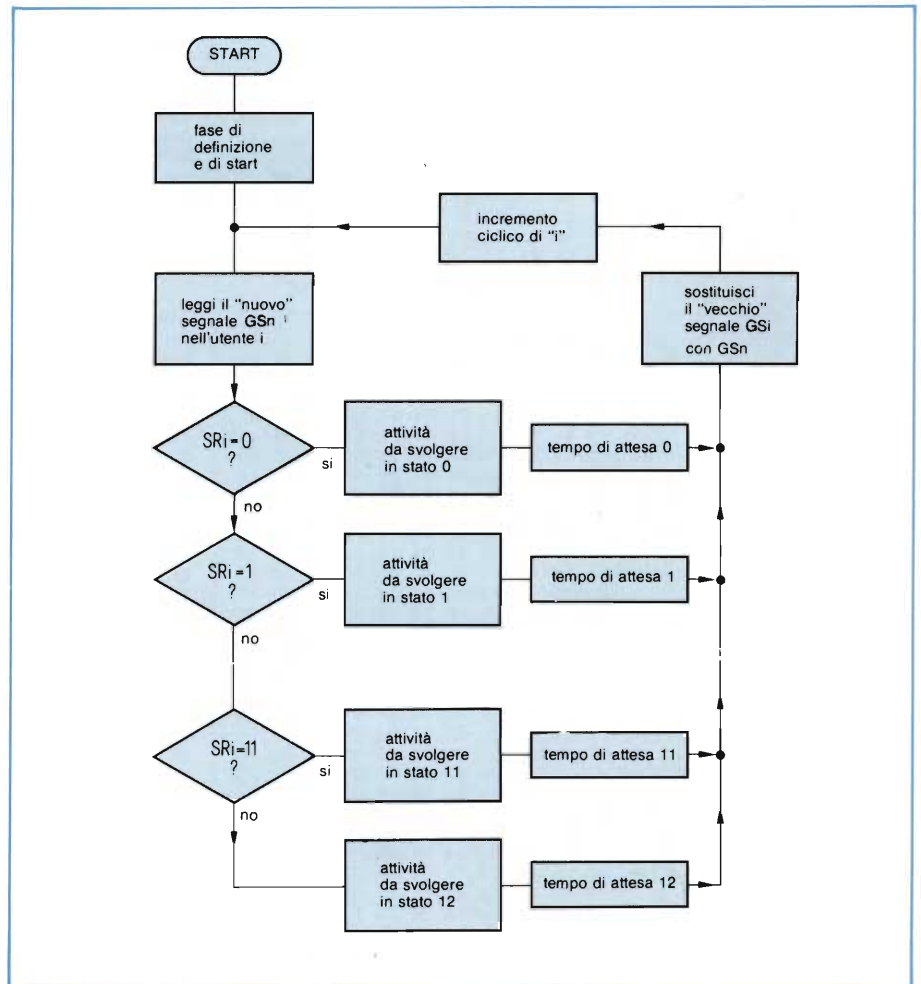 START
fase di
definizione
e di start
incremento
ciclico di "i"
leggi il "nuovo"
segnale GSn
nell'utente i
sostituisci
il "vecchio"
segnale GSi
con GSn
SRi=0
?
si
no
attività
da svolgere
in stato 0
tempo di attesa 0
SRi=1
?
si
no
attività
da svolgere
in stato 1
tempo di attesa 1
SRi=11
?
si
no
attività
da svolgere
in stato 11
tempo di attesa 11
attività
da svolgere
in stato 12
tempo di attesa 12